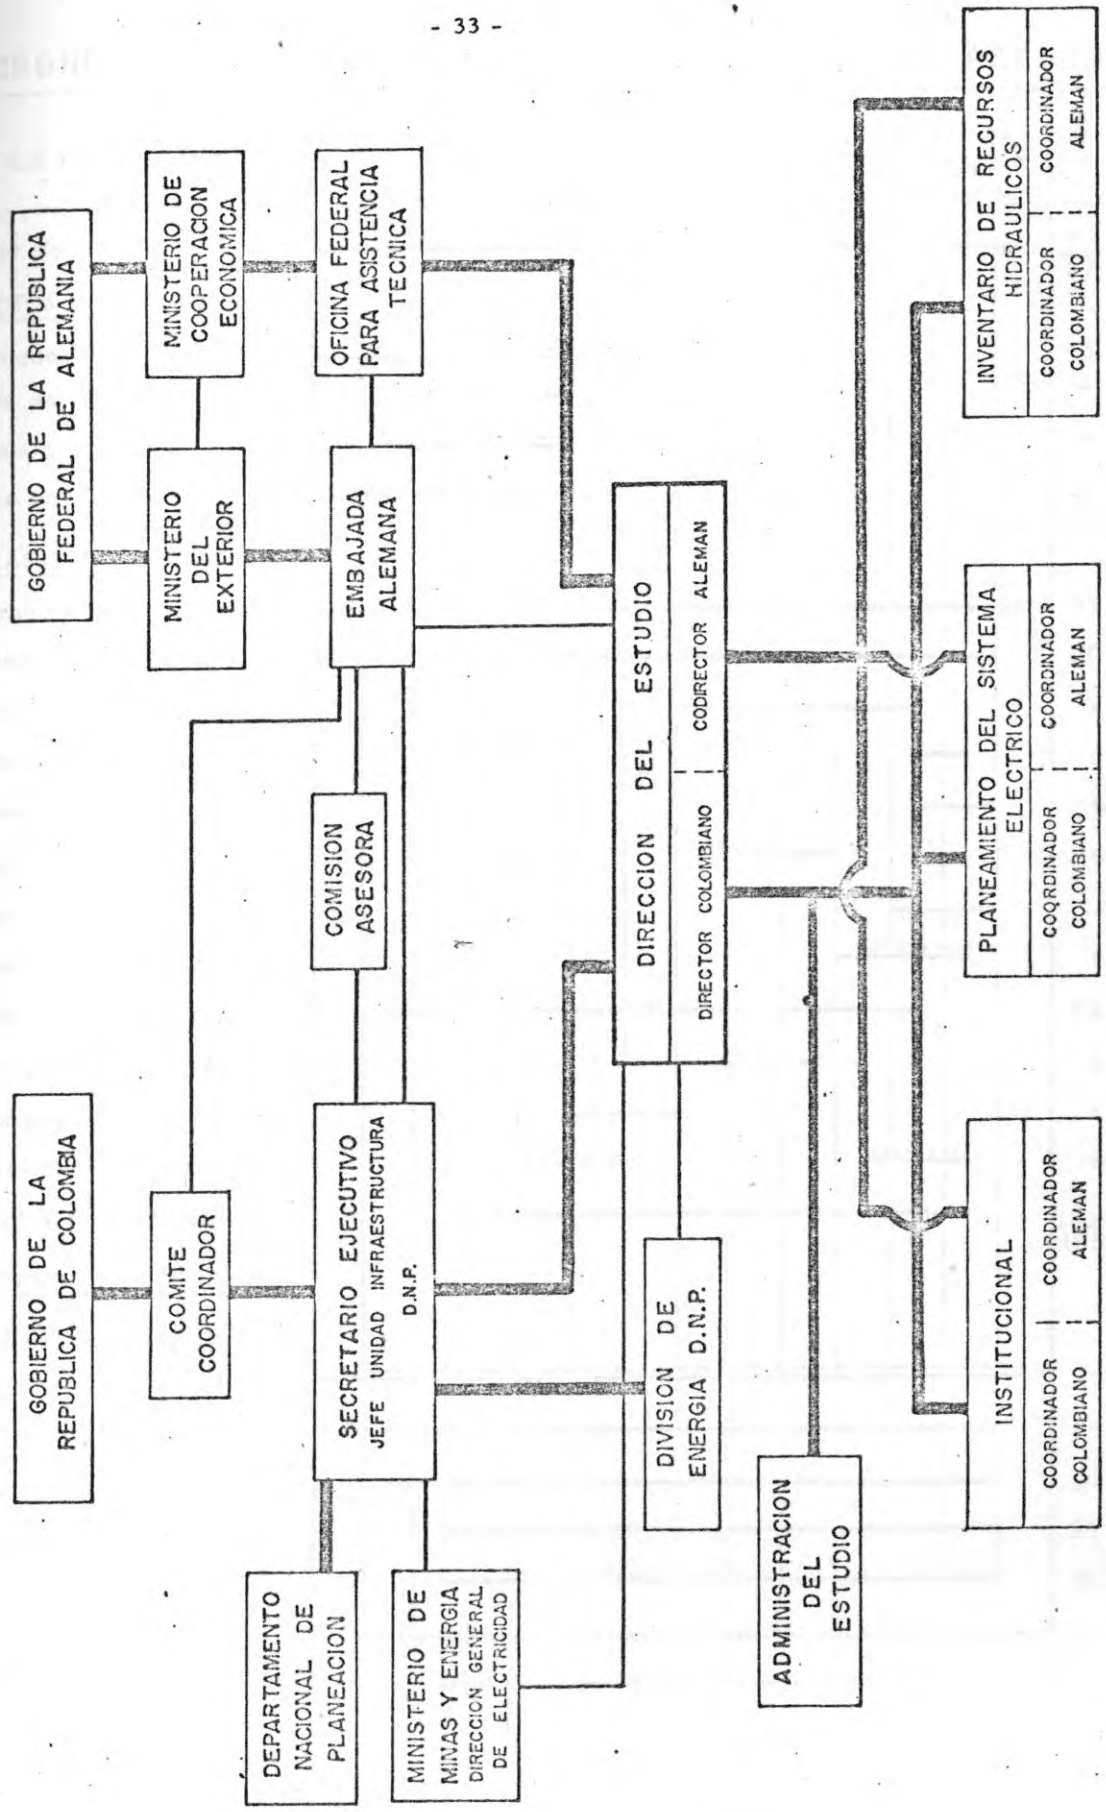 - 33 -
GOBIERNO DE LA REPUBLICA
FEDERAL DE ALEMANIA
GOBIERNO DE LA
REPUBLICA DE COLOMBIA
MINISTERIO DE
COOPERACION
ECONOMICA
MINISTERIO
DEL
EXTERIOR
COMITE
COORDINADOR
OFICINA FEDERAL
PARA ASISTENCIA
TECNICA
EMBAJADA
ALEMANA
COMISION
ASESORA
SECRETARIO EJECUTIVO
JEFE UNIDAD INFRAESTRUCTURA
D.N.P.
DEPARTAMENTO
NACIONAL DE
PLANEACION
MINISTERIO DE
MINAS Y ENERGIA
DIRECCION GENERAL
DE ELECTRICIDAD
DIRECCION DEL ESTUDIO
DIRECTOR COLOMBIANO
CODIRECTOR ALEMAN
DIVISION DE
ENERGIA D.N.P.
ADMINISTRACION
DEL
ESTUDIO
INSTITUCIONAL
COORDINADOR
COLOMBIANO
COORDINADOR
ALEMAN
PLANEAMIENTO DEL SISTEMA
ELECTRICO
COORDINADOR
COLOMBIANO
COORDINADOR
ALEMAN
INVENTARIO DE RECURSOS
HIDRAULICOS
COORDINADOR
COLOMBIANO
COORDINADOR
ALEMAN